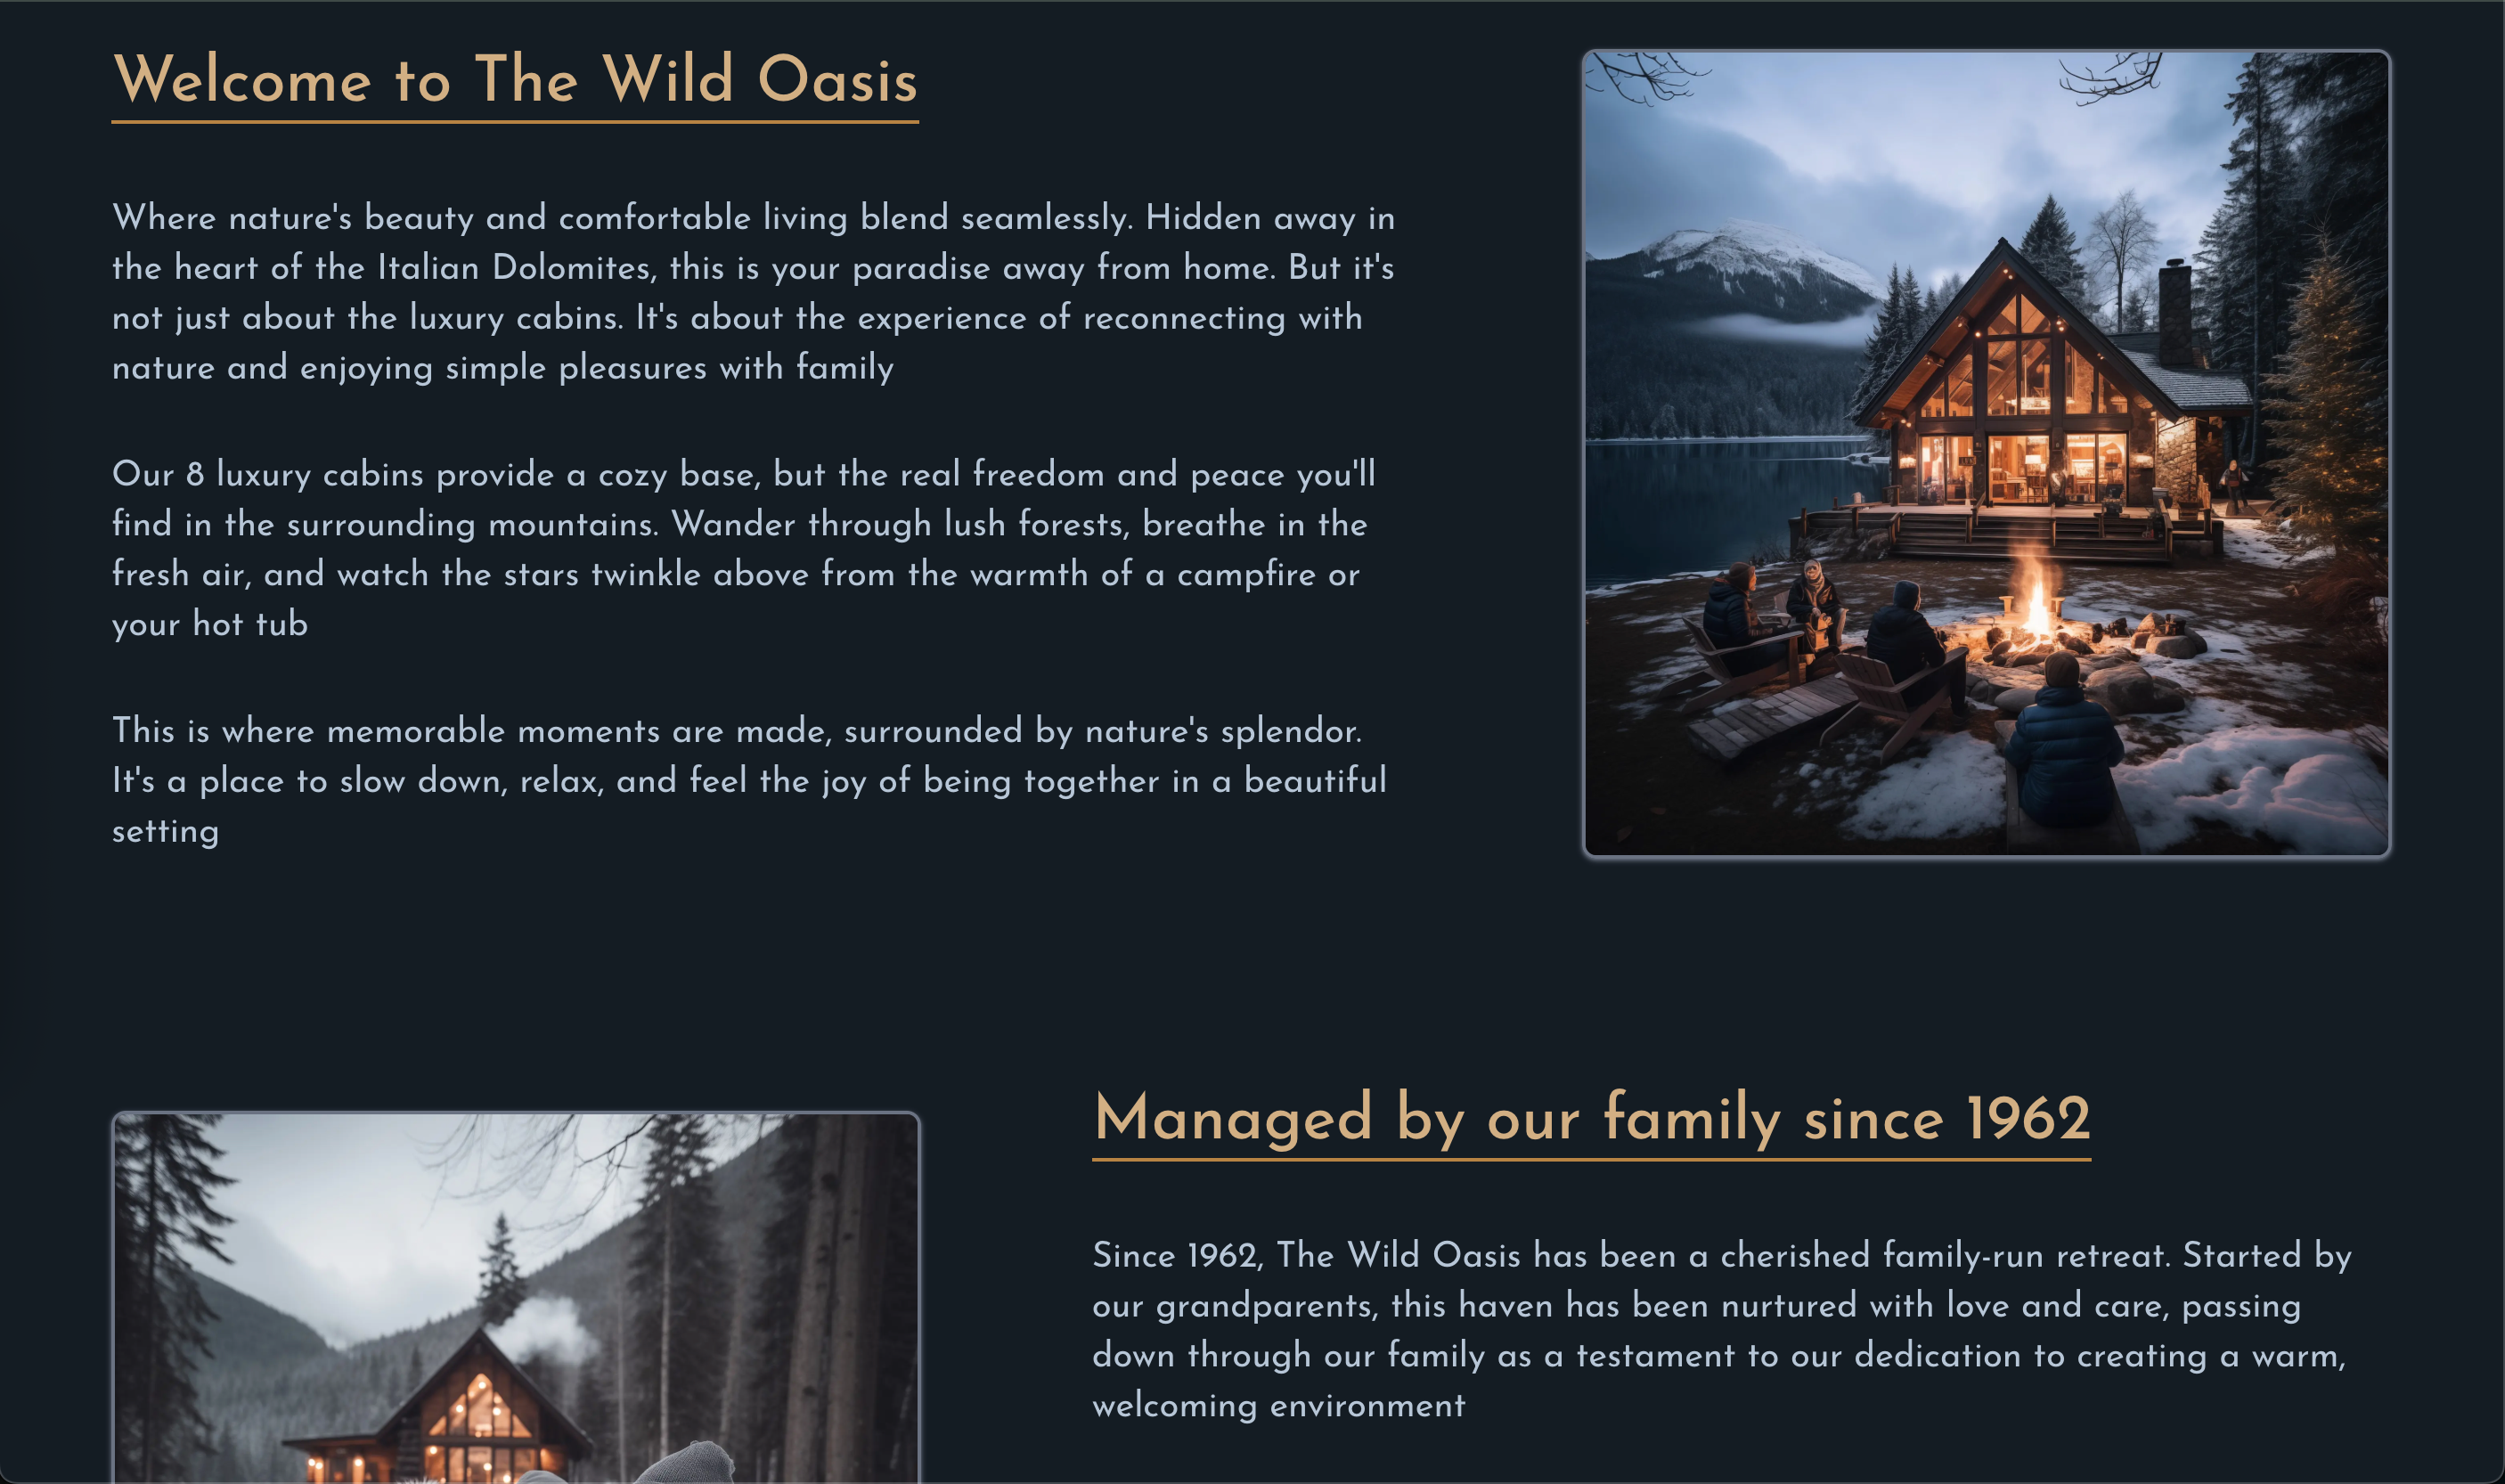 Welcome to The Wild Oasis
Where nature's beauty and comfortable living blend seamlessly. Hidden away in
the heart of the Italian Dolomites, this is your paradise away from home. But it's
not just about the luxury cabins. It's about the experience of reconnecting with
nature and enjoying simple pleasures with family
Our 8 luxury cabins provide a cozy base, but the real freedom and peace you'll
find in the surrounding mountains. Wander through lush forests, breathe in the
fresh air, and watch the stars twinkle above from the warmth of a campfire or
your hot tub
This is where memorable moments are made, surrounded by nature's splendor.
It's a place to slow down, relax, and feel the joy of being together in a beautiful
setting
Managed by our family since 1962
Since 1962, The Wild Oasis has been a cherished family-run retreat. Started by
our grandparents, this haven has been nurtured with love and care, passing
down through our family as a testament to our dedication to creating a warm,
welcoming environment